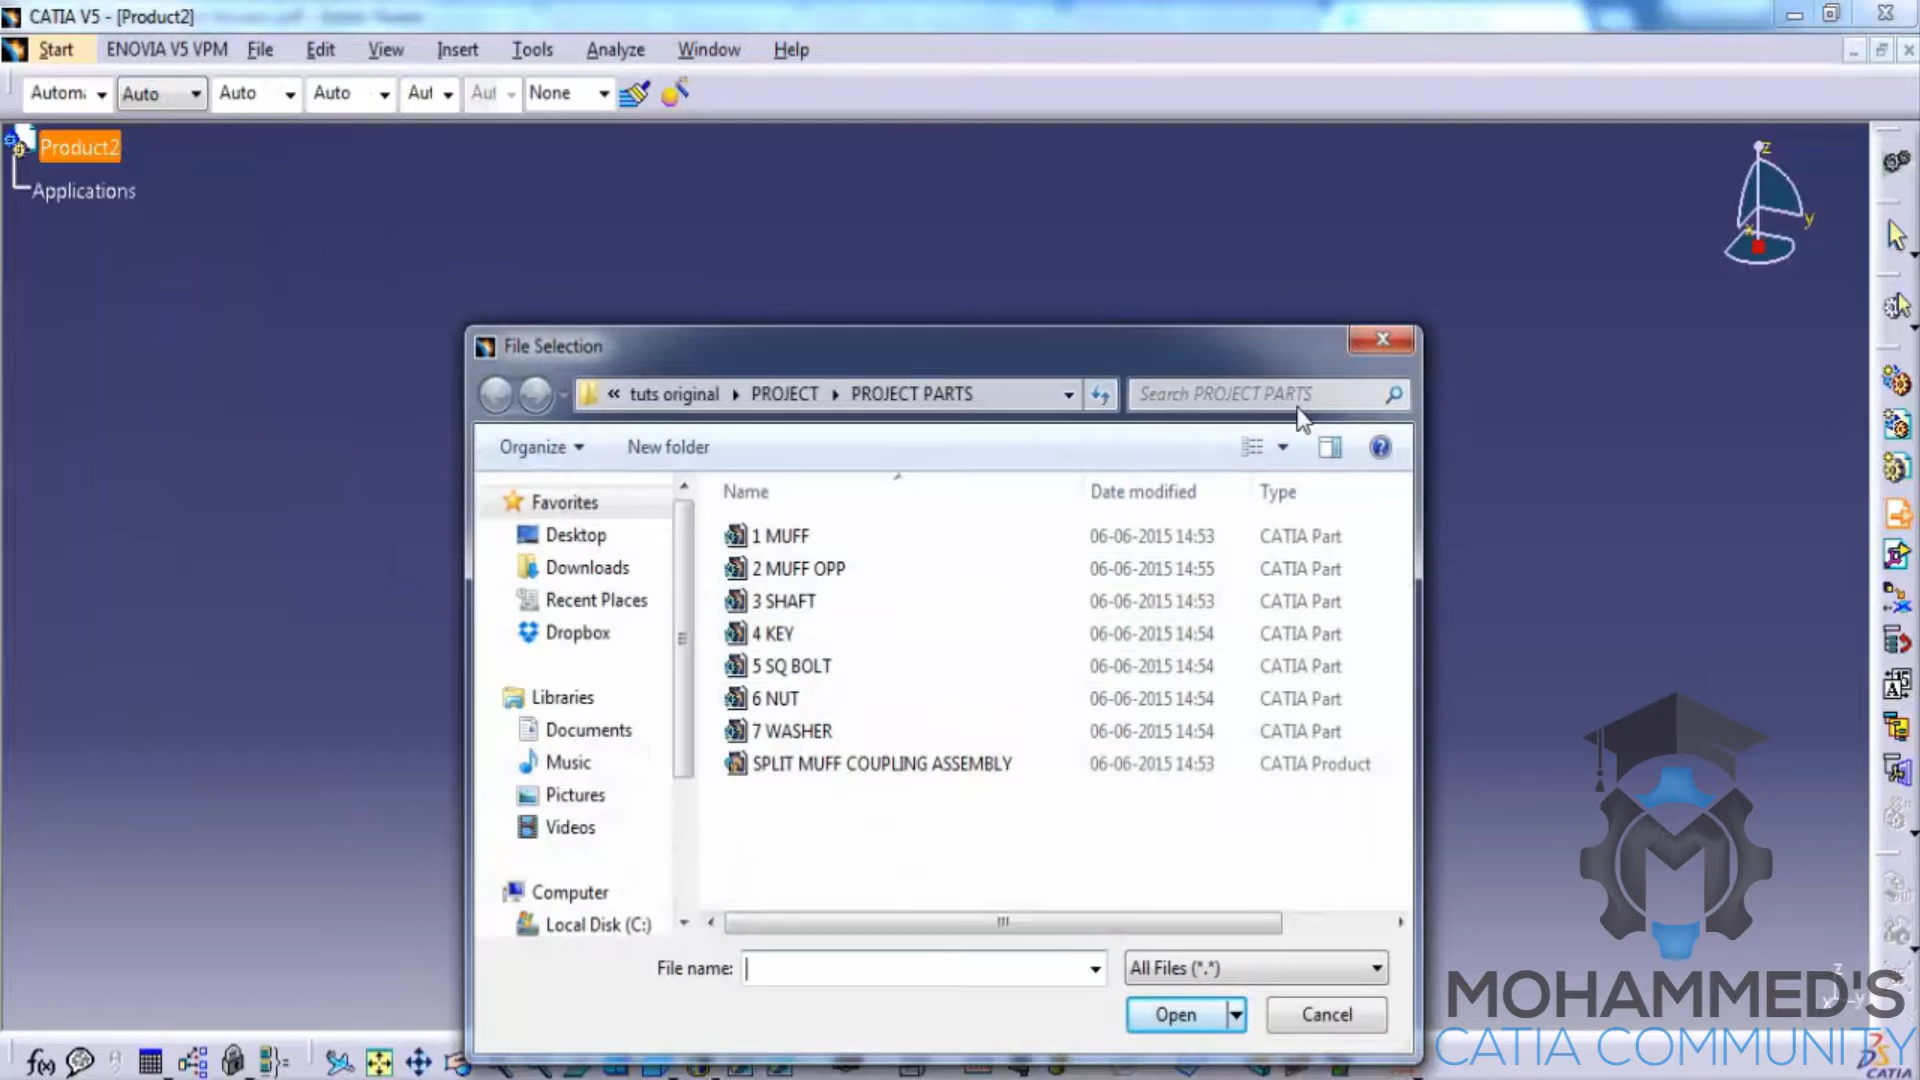 CATIA V5 - [Product2]
Start ENOVIA V5 VPM File Edit View Insert Tools Analyze Window Help
Automa Auto Auto Auto Aut Aut None
Product2
Applications
z
y
x
File Selection
« tuts original PROJECT PROJECT PARTS
Search PROJECT PARTS
Organize New folder
Favorites
Desktop
Downloads
Recent Places
Dropbox
Libraries
Documents
Music
Pictures
Videos
Computer
Local Disk (C:)
Name Date modified Type
1 MUFF 06-06-2015 14:53 CATIA Part
2 MUFF OPP 06-06-2015 14:55 CATIA Part
3 SHAFT 06-06-2015 14:53 CATIA Part
4 KEY 06-06-2015 14:54 CATIA Part
5 SQ BOLT 06-06-2015 14:54 CATIA Part
6 NUT 06-06-2015 14:54 CATIA Part
7 WASHER 06-06-2015 14:54 CATIA Part
SPLIT MUFF COUPLING ASSEMBLY 06-06-2015 14:53 CATIA Product
File name: All Files (*.*)
Open Cancel
MOHAMMED'S
CATIA COMMUNITY
f(x)
CATIA